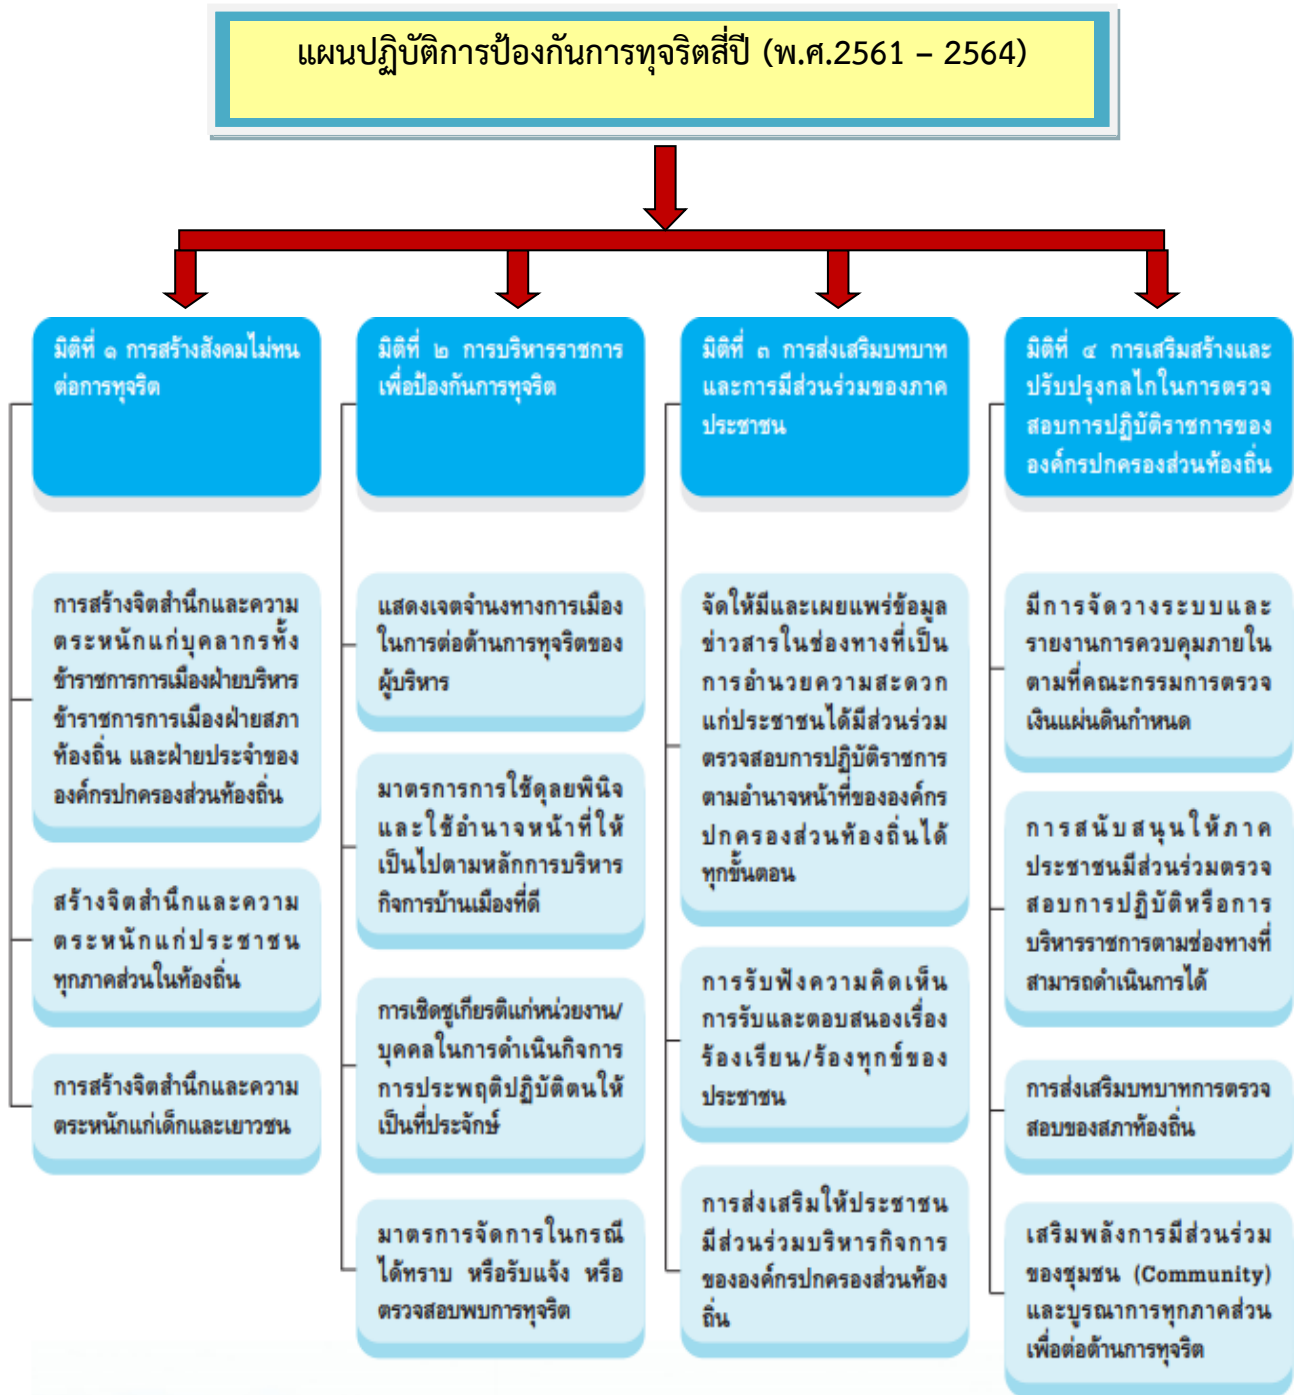 แผนปฏิบัติการป้องกันการทุจริตสี่ปี (พ.ศ.2561 – 2564)
มิติที่ ๑ การสร้างสังคมไม่ทน
ต่อการทุจริต
การสร้างจิตสำนึกและความ
ตระหนักแก่บุคลากรทั้ง
ข้าราชการการเมืองฝ่ายบริหาร
ข้าราชการการเมืองฝ่ายสภา
ท้องถิ่น และฝ่ายประจำของ
องค์กรปกครองส่วนท้องถิ่น
สร้างจิตสำนึกและความ
ตระหนักแก่ประชาชน
ทุกภาคส่วนในท้องถิ่น
การสร้างจิตสำนึกและความ
ตระหนักแก่เด็กและเยาวชน
มิติที่ ๒ การบริหารราชการ
เพื่อป้องกันการทุจริต
แสดงเจตจำนงทางการเมือง
ในการต่อต้านการทุจริตของ
ผู้บริหาร
มาตรการการใช้ดุลยพินิจ
และใช้อำนาจหน้าที่ให้
เป็นไปตามหลักการบริหาร
กิจการบ้านเมืองที่ดี
การเชิดชูเกียรติแก่หน่วยงาน/
บุคคลในการดำเนินกิจการ
การประพฤติปฏิบัติตนให้
เป็นที่ประจักษ์
มาตรการจัดการในกรณี
ได้ทราบ หรือรับแจ้ง หรือ
ตรวจสอบพบการทุจริต
มิติที่ ๓ การส่งเสริมบทบาท
และการมีส่วนร่วมของภาค
ประชาชน
จัดให้มีและเผยแพร่ข้อมูล
ข่าวสารในช่องทางที่เป็น
การอำนวยความสะดวก
แก่ประชาชนได้มีส่วนร่วม
ตรวจสอบการปฏิบัติราชการ
ตามอำนาจหน้าที่ขององค์กร
ปกครองส่วนท้องถิ่นได้
ทุกขั้นตอน
การรับฟังความคิดเห็น
การรับและตอบสนองเรื่อง
ร้องเรียน/ร้องทุกข์ของ
ประชาชน
การส่งเสริมให้ประชาชน
มีส่วนร่วมบริหารกิจการ
ขององค์กรปกครองส่วนท้อง
ถิ่น
มิติที่ ๔ การเสริมสร้างและ
ปรับปรุงกลไกในการตรวจ
สอบการปฏิบัติราชการของ
องค์กรปกครองส่วนท้องถิ่น
มีการจัดวางระบบและ
รายงานการควบคุมภายใน
ตามที่คณะกรรมการตรวจ
เงินแผ่นดินกำหนด
การสนับสนุนให้ภาค
ประชาชนมีส่วนร่วมตรวจ
สอบการปฏิบัติหรือการ
บริหารราชการตามช่องทางที่
สามารถดำเนินการได้
การส่งเสริมบทบาทการตรวจ
สอบของสภาท้องถิ่น
เสริมพลังการมีส่วนร่วม
ของชุมชน (Community)
และบูรณาการทุกภาคส่วน
เพื่อต่อต้านการทุจริต